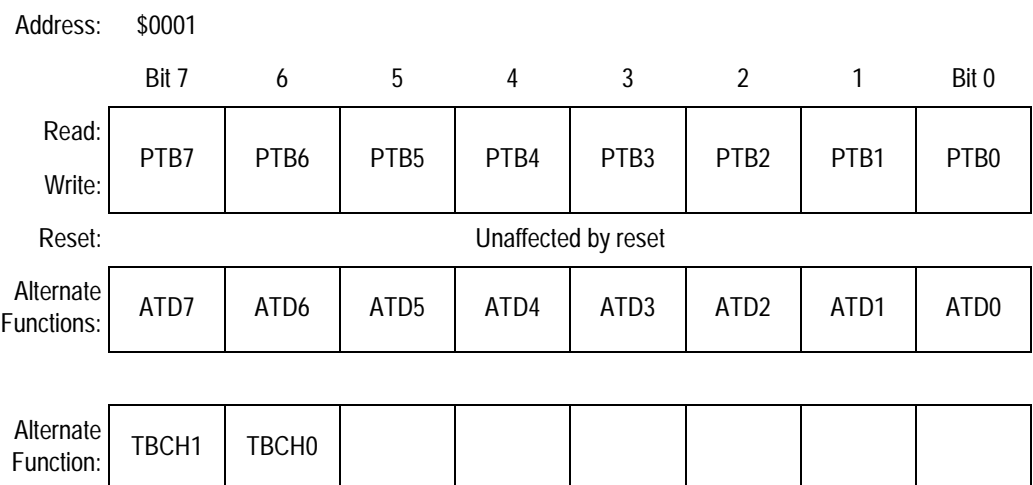 Address: $0001
Bit 7 6 5 4 3 2 1 Bit 0
Read:
PTB7 PTB6 PTB5 PTB4 PTB3 PTB2 PTB1 PTB0
Write:
Reset: Unaffected by reset
Alternate
Functions: ATD7 ATD6 ATD5 ATD4 ATD3 ATD2 ATD1 ATD0
Alternate
Function: TBCH1 TBCH0